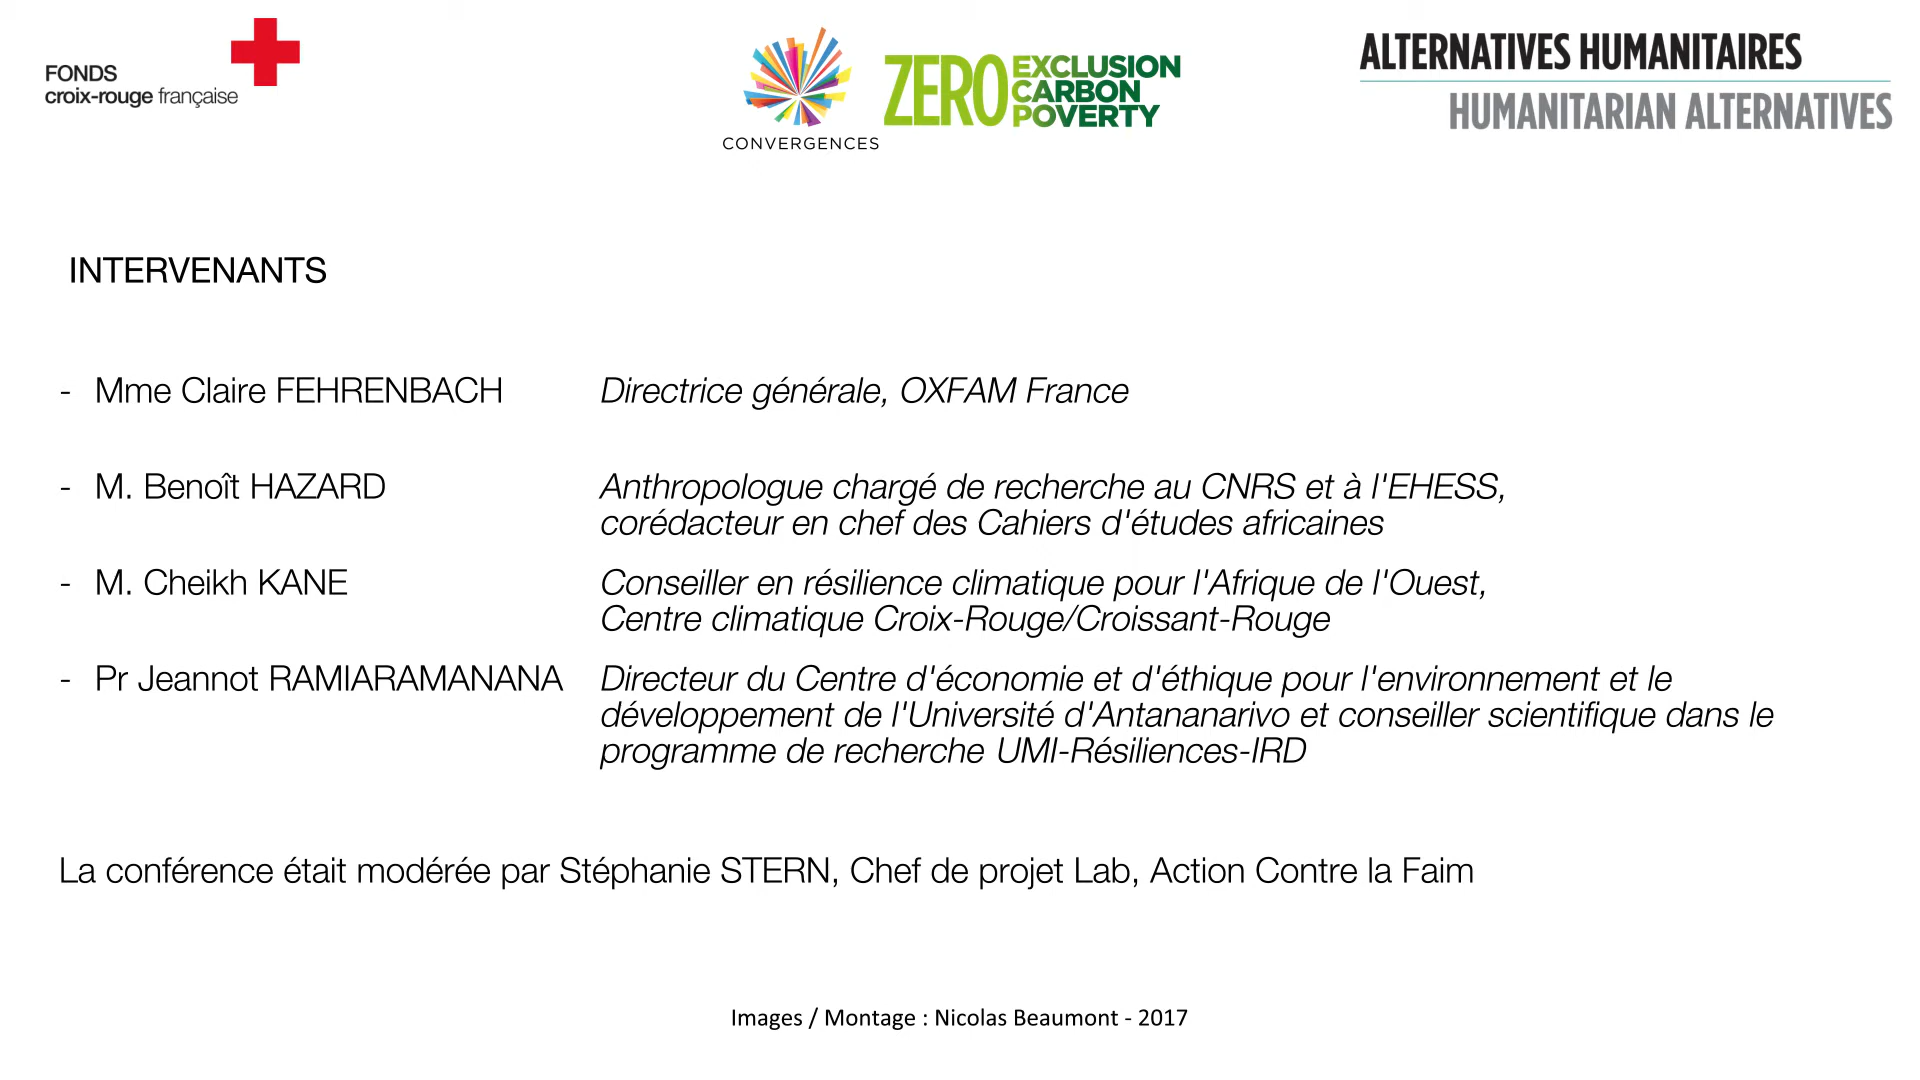 FONDS
croix-rouge française
CONVERGENCES
ZERO EXCLUSION
CARBON
POVERTY
ALTERNATIVES HUMANITAIRES
HUMANITARIAN ALTERNATIVES
INTERVENANTS
- Mme Claire FEHRENBACH Directrice générale, OXFAM France
- M. Benoît HAZARD Anthropologue chargé de recherche au CNRS et à l'EHESS,
corédacteur en chef des Cahiers d'études africaines
- M. Cheikh KANE Conseiller en résilience climatique pour l'Afrique de l'Ouest,
Centre climatique Croix-Rouge/Croissant-Rouge
- Pr Jeannot RAMIARAMANANA Directeur du Centre d'économie et d'éthique pour l'environnement et le
développement de l'Université d'Antananarivo et conseiller scientifique dans le
programme de recherche UMI-Résiliences-IRD
La conférence était modérée par Stéphanie STERN, Chef de projet Lab, Action Contre la Faim
Images / Montage : Nicolas Beaumont - 2017